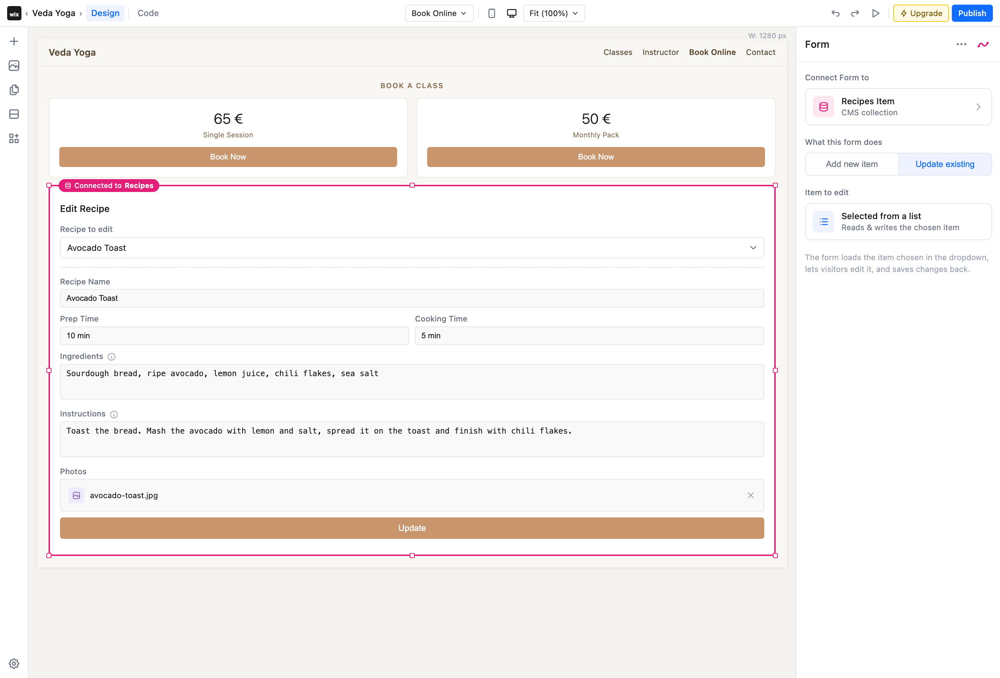 wix ‹ Veda Yoga › Design Code Book Online Fit (100%) Upgrade Publish
W: 1280 px
Veda Yoga Classes Instructor Book Online Contact
BOOK A CLASS
65 €
Single Session
Book Now
50 €
Monthly Pack
Book Now
Connected to Recipes
Edit Recipe
Recipe to edit
Avocado Toast
Recipe Name
Avocado Toast
Prep Time
10 min
Cooking Time
5 min
Ingredients
Sourdough bread, ripe avocado, lemon juice, chili flakes, sea salt
Instructions
Toast the bread. Mash the avocado with lemon and salt, spread it on the toast and finish with chili flakes.
Photos
avocado-toast.jpg
Update
Form
Connect Form to
Recipes Item
CMS collection
What this form does
Add new item Update existing
Item to edit
Selected from a list
Reads & writes the chosen item
The form loads the item chosen in the dropdown,
lets visitors edit it, and saves changes back.